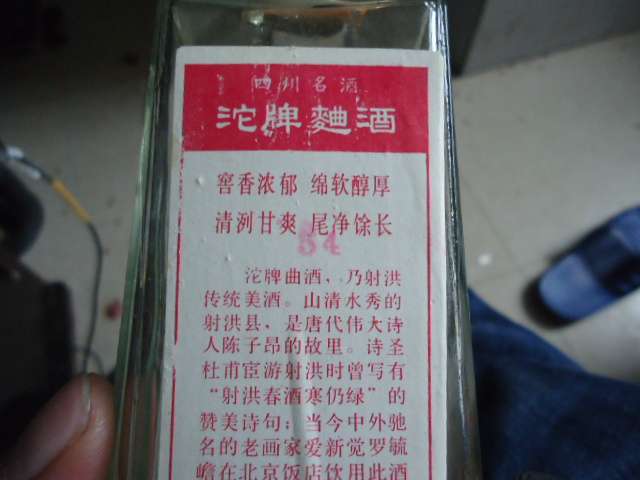 四川名酒
沱牌麯酒
窖香浓郁 绵软醇厚
清冽甘爽 尾净馀长
54
沱牌曲酒，乃射洪
传统美酒。山清水秀的
射洪县，是唐代伟大诗
人陈子昂的故里。诗圣
杜甫宦游射洪时曾写有
“射洪春酒寒仍绿”的
赞美诗句；当今中外驰
名的老画家爱新觉罗毓
嶦在北京饭店饮用此酒